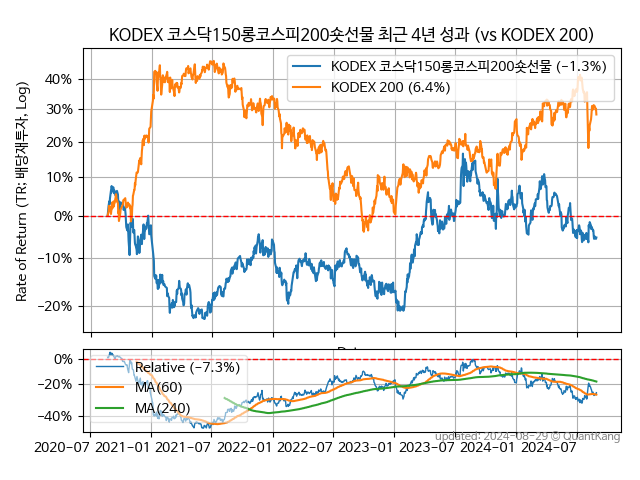 KODEX 코스닥150롱코스피200숏선물 최근 4년 성과 (vs KODEX 200)
Rate of Return (TR: 배당재투자, Log)
40%
30%
20%
10%
0%
−10%
−20%
KODEX 코스닥150롱코스피200숏선물 (−1.3%)
KODEX 200 (6.4%)
0%
−20%
−40%
Relative (−7.3%)
MA(60)
MA(240)
2020-07 2021-01 2021-07 2022-01 2022-07 2023-01 2023-07 2024-01 2024-07
updated: 2024-08-29 © QuantKang